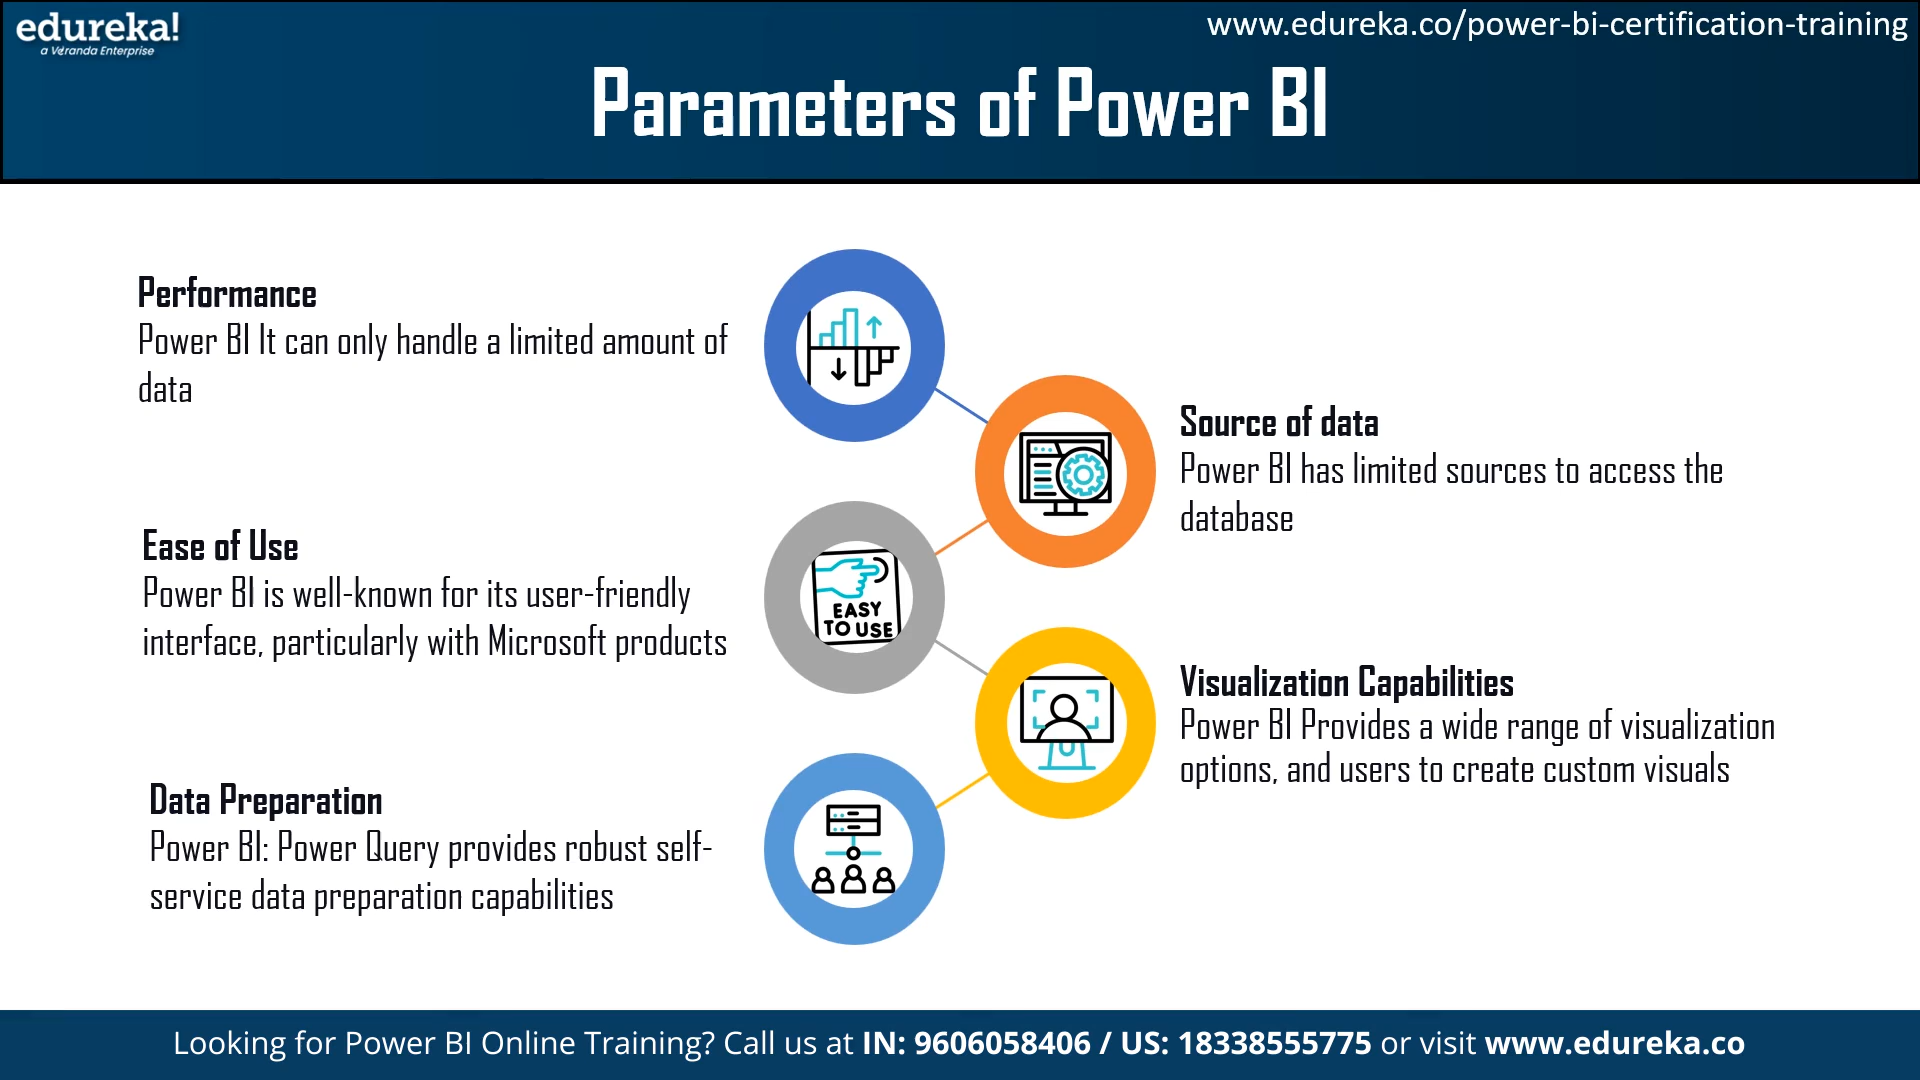 edureka!
a Veranda Enterprise
www.edureka.co/power-bi-certification-training
Parameters of Power BI
Performance
Power BI It can only handle a limited amount of
data
Source of data
Power BI has limited sources to access the
database
Ease of Use
Power BI is well-known for its user-friendly
interface, particularly with Microsoft products
EASY
TO USE
Visualization Capabilities
Power BI Provides a wide range of visualization
options, and users to create custom visuals
Data Preparation
Power BI: Power Query provides robust self-
service data preparation capabilities
Looking for Power BI Online Training? Call us at IN: 9606058406 / US: 18338555775 or visit www.edureka.co